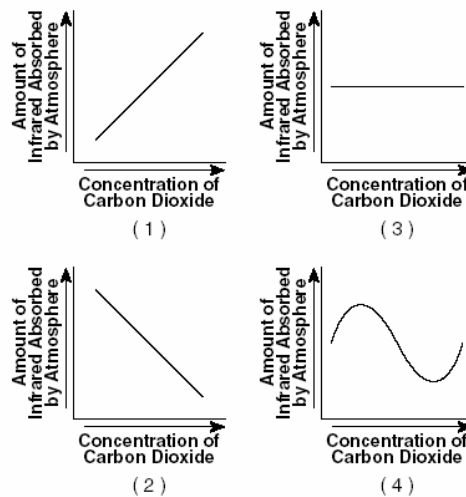 Amount of
Infrared Absorbed
by Atmosphere
Concentration of
Carbon Dioxide
( 1 )
Amount of
Infrared Absorbed
by Atmosphere
Concentration of
Carbon Dioxide
( 3 )
Amount of
Infrared Absorbed
by Atmosphere
Concentration of
Carbon Dioxide
( 2 )
Amount of
Infrared Absorbed
by Atmosphere
Concentration of
Carbon Dioxide
( 4 )